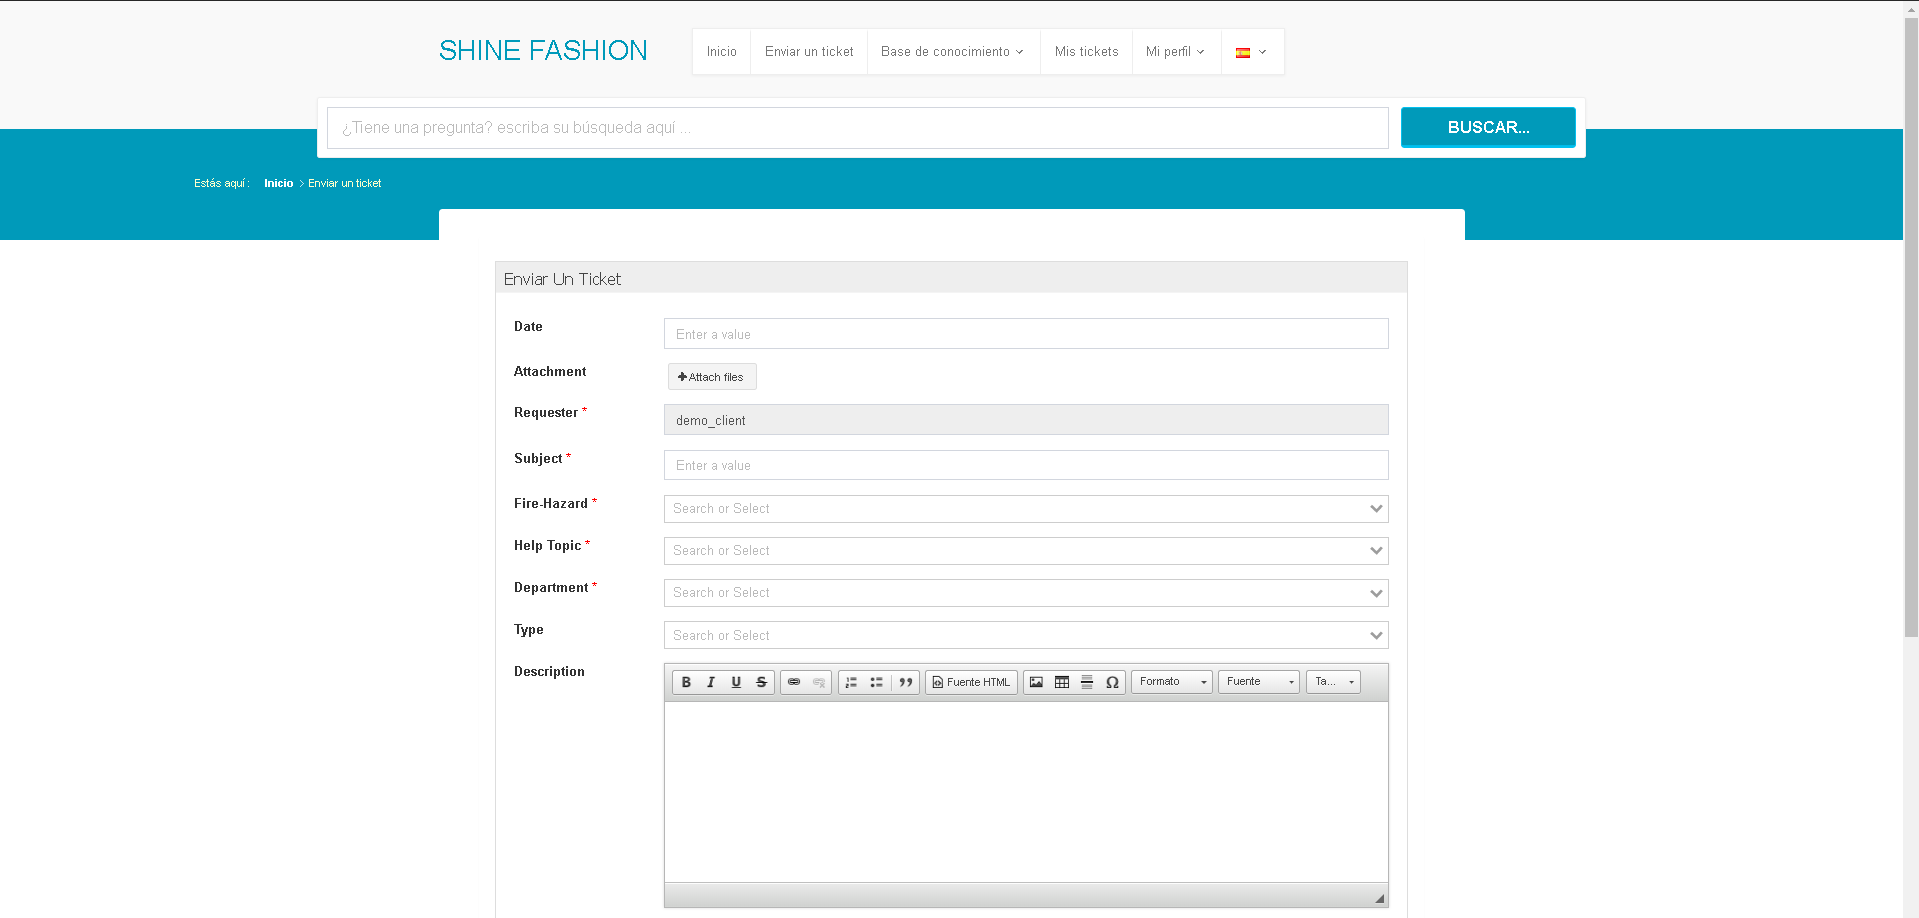 SHINE FASHION
Inicio
Enviar un ticket
Base de conocimiento
Mis tickets
Mi perfil
¿Tiene una pregunta? escriba su búsqueda aquí ...
BUSCAR...
Estás aquí : Inicio > Enviar un ticket
Enviar Un Ticket
Date
Enter a value
Attachment
Attach files
Requester *
demo_client
Subject *
Enter a value
Fire-Hazard *
Search or Select
Help Topic *
Search or Select
Department *
Search or Select
Type
Search or Select
Description
B I U S Fuente HTML Ω Formato Fuente Ta...